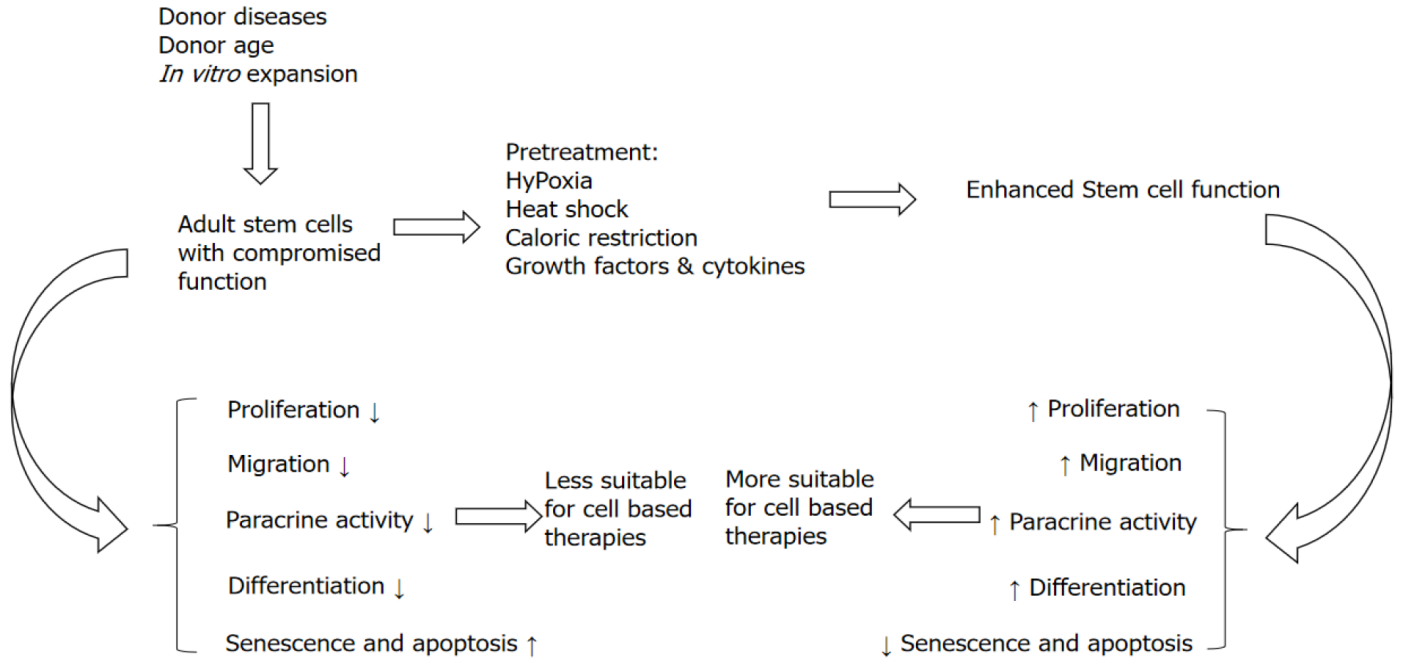 Donor diseases
Donor age
In vitro expansion
Adult stem cells
with compromised
function
Pretreatment:
HyPoxia
Heat shock
Caloric restriction
Growth factors & cytokines
Enhanced Stem cell function
Proliferation ↓
Migration ↓
Paracrine activity ↓
Differentiation ↓
Senescence and apoptosis ↑
Less suitable
for cell based
therapies
More suitable
for cell based
therapies
↑ Proliferation
↑ Migration
↑ Paracrine activity
↑ Differentiation
↓ Senescence and apoptosis